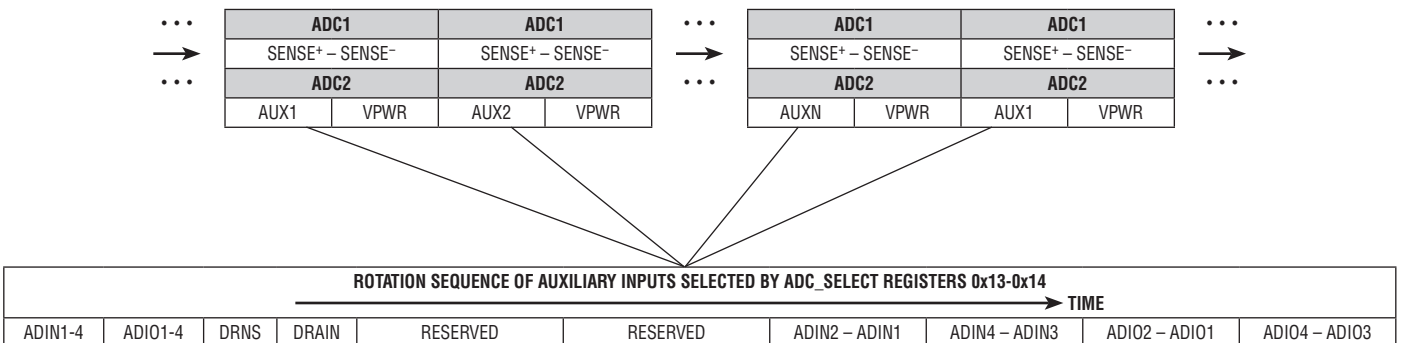 ••• ADC1 ADC1 ••• ADC1 ADC1 •••
SENSE+ – SENSE– SENSE+ – SENSE– SENSE+ – SENSE– SENSE+ – SENSE–
••• ADC2 ADC2 ••• ADC2 ADC2 •••
AUX1 VPWR AUX2 VPWR AUXN VPWR AUX1 VPWR
ROTATION SEQUENCE OF AUXILIARY INPUTS SELECTED BY ADC_SELECT REGISTERS 0x13-0x14
TIME
ADIN1-4 ADIO1-4 DRNS DRAIN RESERVED RESERVED ADIN2 – ADIN1 ADIN4 – ADIN3 ADIO2 – ADIO1 ADIO4 – ADIO3